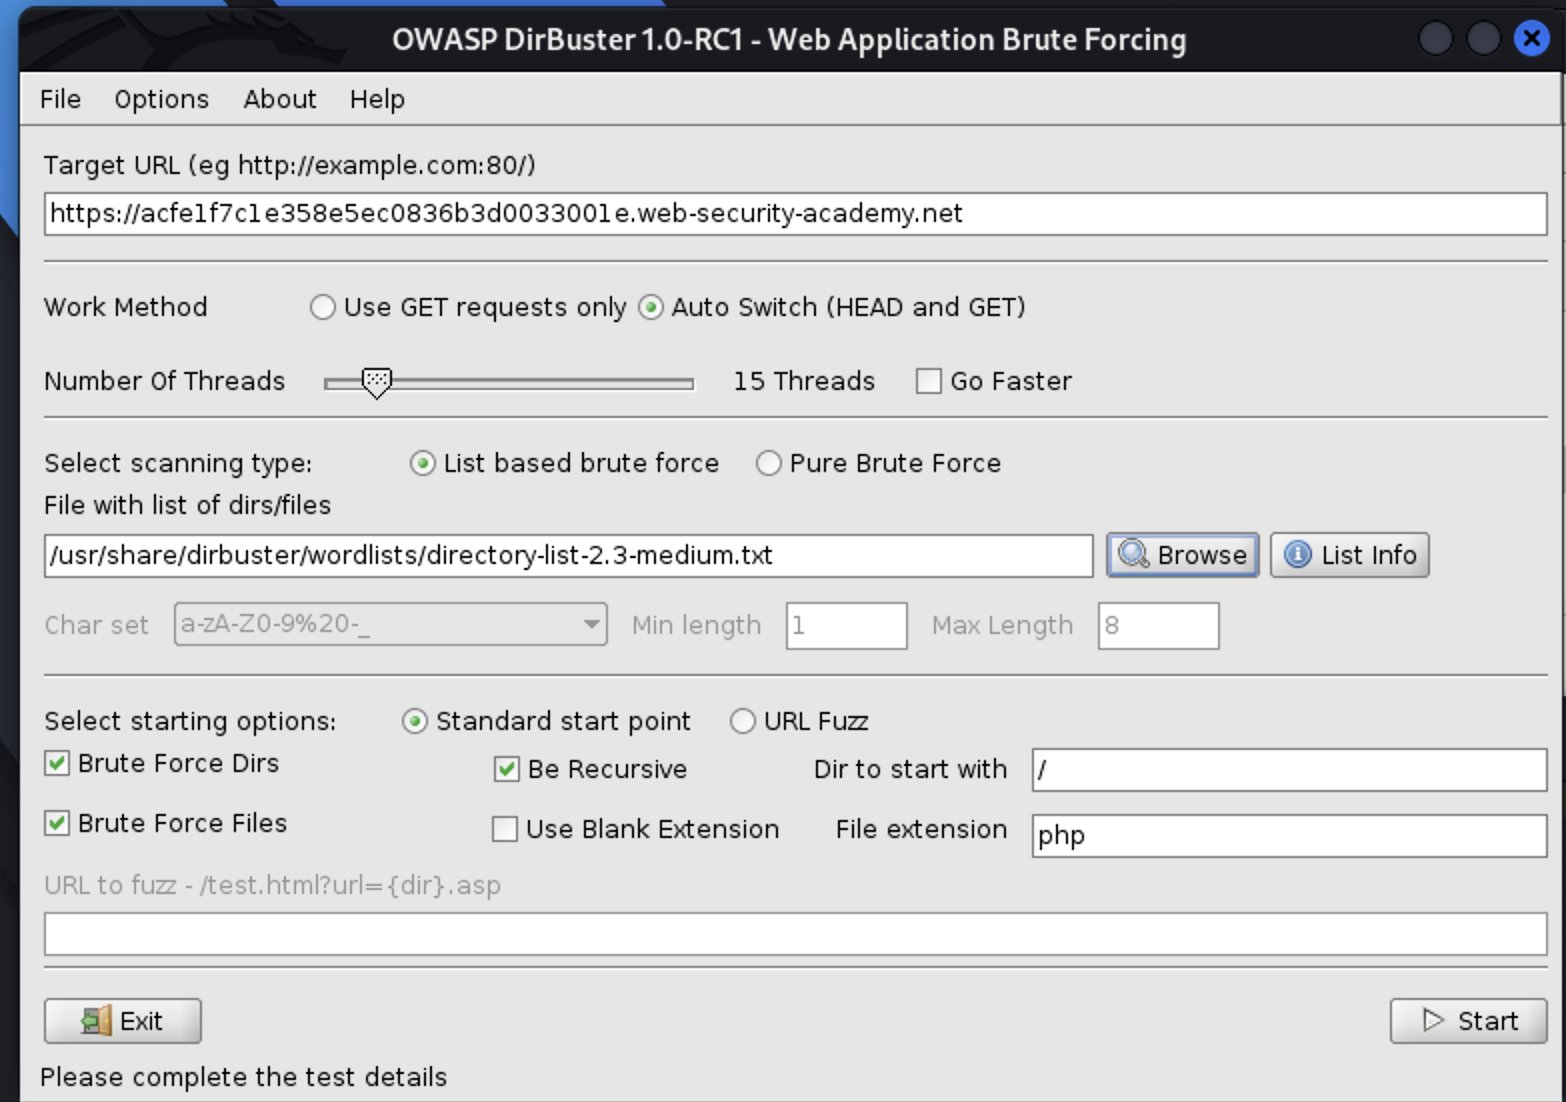 OWASP DirBuster 1.0-RC1 - Web Application Brute Forcing
File Options About Help
Target URL (eg http://example.com:80/)
https://acfe1f7c1e358e5ec0836b3d0033001e.web-security-academy.net
Work Method Use GET requests only Auto Switch (HEAD and GET)
Number Of Threads 15 Threads Go Faster
Select scanning type: List based brute force Pure Brute Force
File with list of dirs/files
/usr/share/dirbuster/wordlists/directory-list-2.3-medium.txt Browse List Info
Char set a-zA-Z0-9%20-_ Min length 1 Max Length 8
Select starting options: Standard start point URL Fuzz
Brute Force Dirs Be Recursive Dir to start with /
Brute Force Files Use Blank Extension File extension php
URL to fuzz - /test.html?url={dir}.asp
Exit Start
Please complete the test details